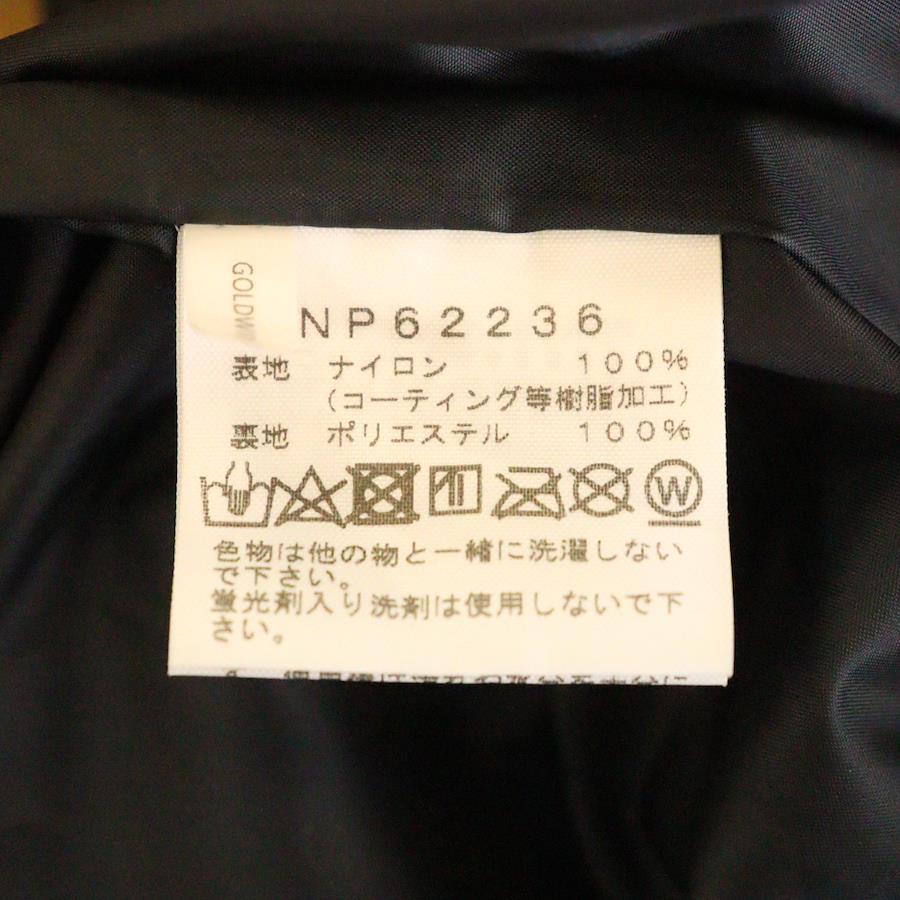 GOLDW
NP62236
表地 ナイロン 100%
(コーティング等樹脂加工)
裏地 ポリエステル 100%
W
色物は他の物と一緒に洗濯しない
で下さい。
蛍光剤入り洗剤は使用しないで下
さい。